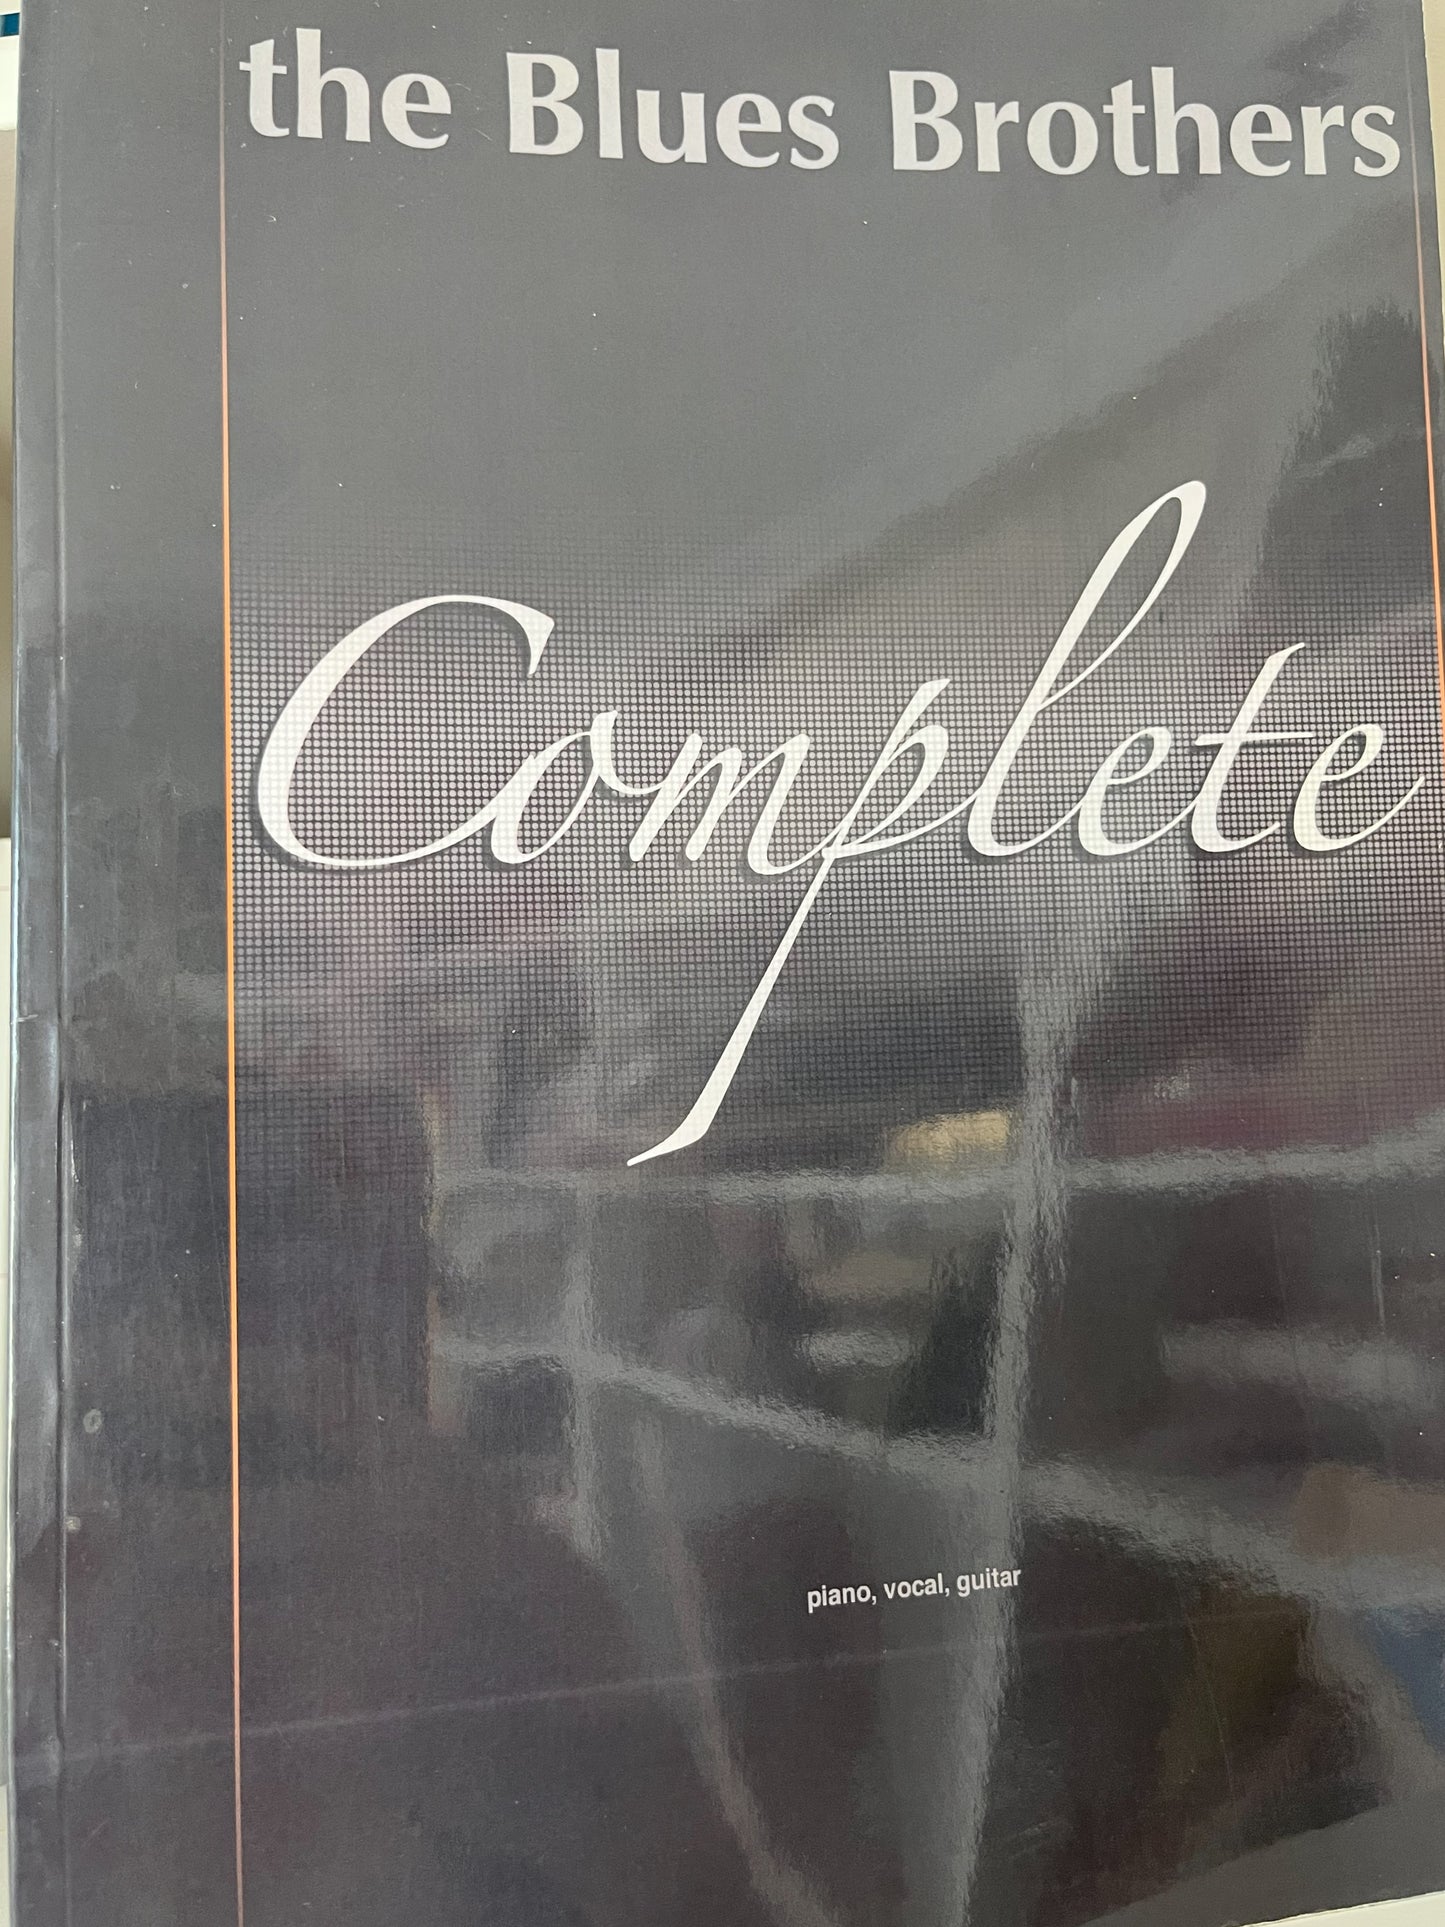 the Blues Brothers
Complete
piano, vocal, guitar